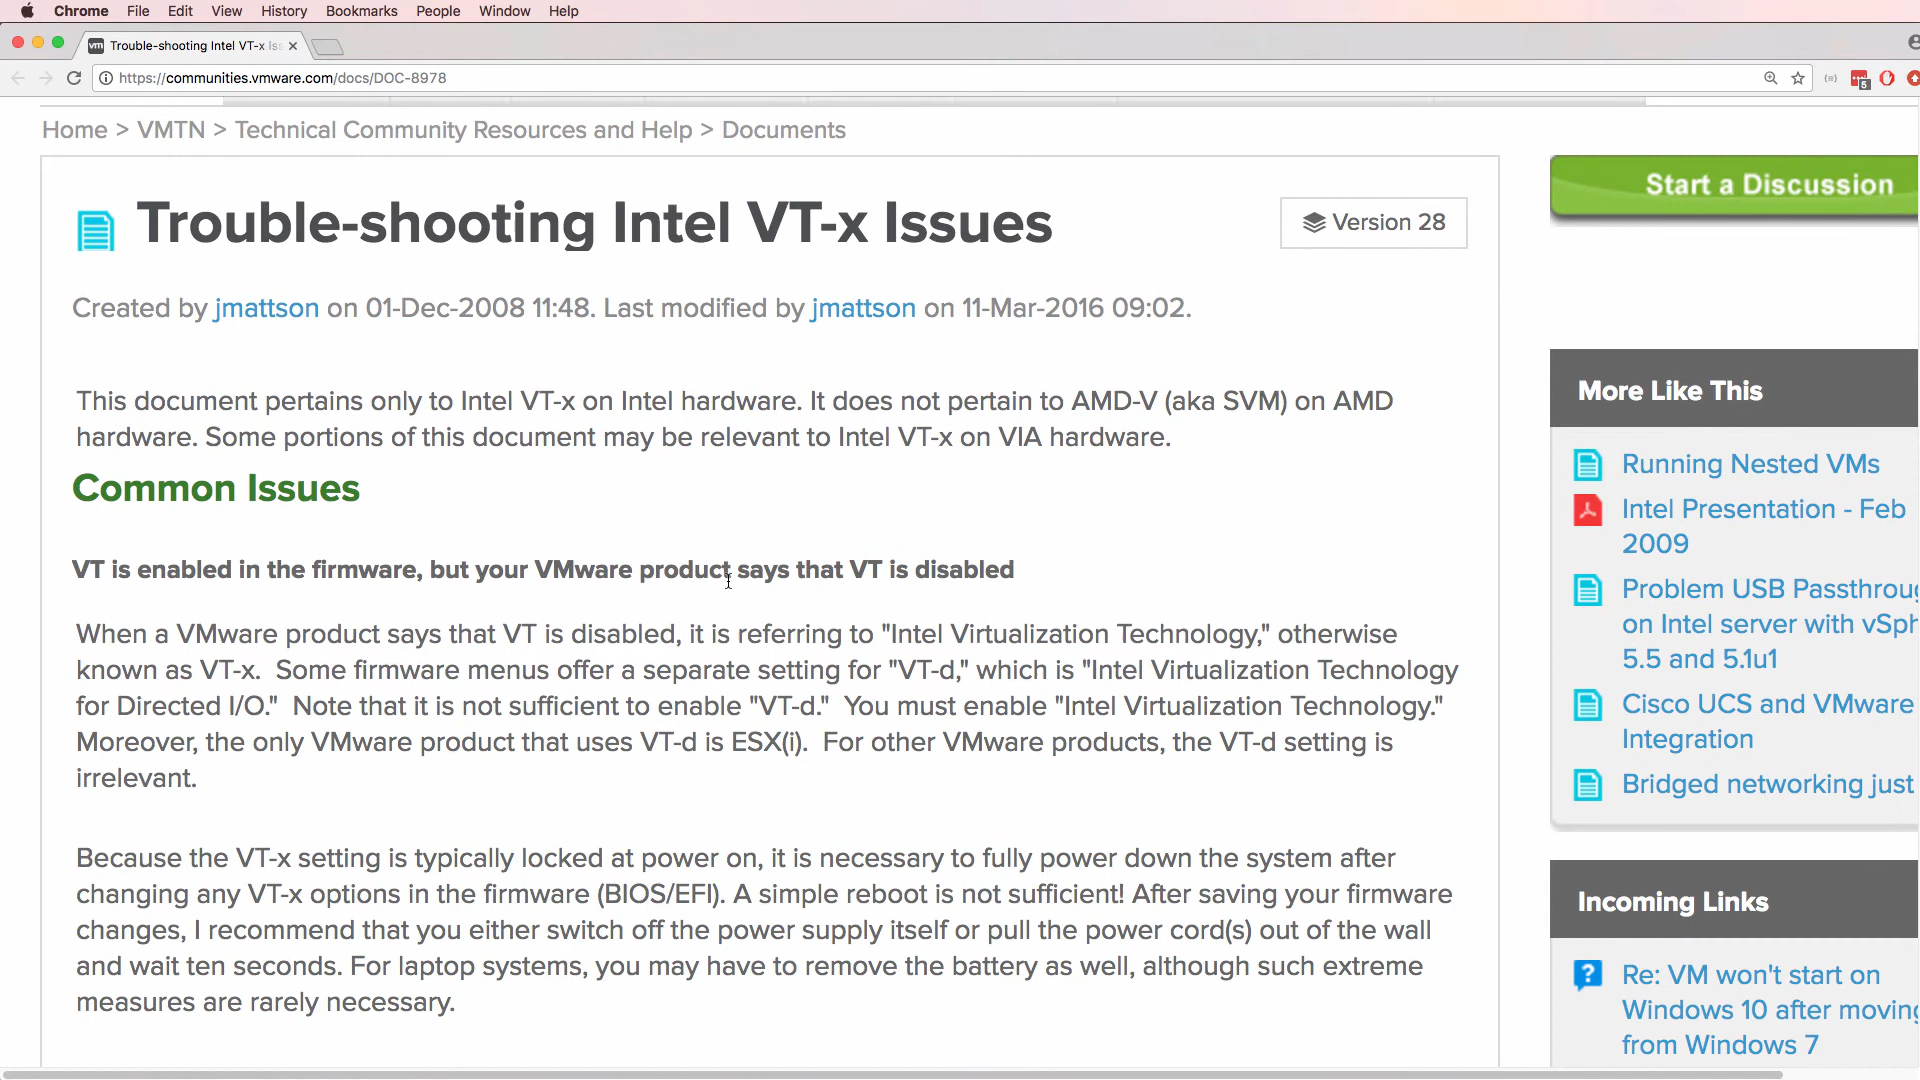 Chrome File Edit View History Bookmarks People Window Help
vm Trouble-shooting Intel VT-x Is
https://communities.vmware.com/docs/DOC-8978
5
Home > VMTN > Technical Community Resources and Help > Documents
Trouble-shooting Intel VT-x Issues
Version 28
Created by jmattson on 01-Dec-2008 11:48. Last modified by jmattson on 11-Mar-2016 09:02.
This document pertains only to Intel VT-x on Intel hardware. It does not pertain to AMD-V (aka SVM) on AMD
hardware. Some portions of this document may be relevant to Intel VT-x on VIA hardware.
Common Issues
VT is enabled in the firmware, but your VMware product says that VT is disabled
When a VMware product says that VT is disabled, it is referring to "Intel Virtualization Technology," otherwise
known as VT-x.  Some firmware menus offer a separate setting for "VT-d," which is "Intel Virtualization Technology
for Directed I/O."  Note that it is not sufficient to enable "VT-d."  You must enable "Intel Virtualization Technology."
Moreover, the only VMware product that uses VT-d is ESX(i).  For other VMware products, the VT-d setting is
irrelevant.
Because the VT-x setting is typically locked at power on, it is necessary to fully power down the system after
changing any VT-x options in the firmware (BIOS/EFI). A simple reboot is not sufficient! After saving your firmware
changes, I recommend that you either switch off the power supply itself or pull the power cord(s) out of the wall
and wait ten seconds. For laptop systems, you may have to remove the battery as well, although such extreme
measures are rarely necessary.
Start a Discussion
More Like This
Running Nested VMs
Intel Presentation - Feb
2009
Problem USB Passthroug
on Intel server with vSph
5.5 and 5.1u1
Cisco UCS and VMware
Integration
Bridged networking just
Incoming Links
Re: VM won't start on
Windows 10 after moving
from Windows 7